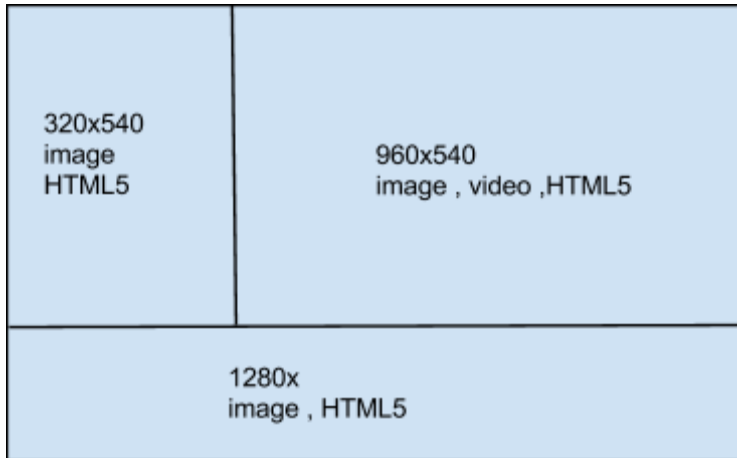 320x540
image
HTML5
960x540
image , video ,HTML5
1280x
image , HTML5